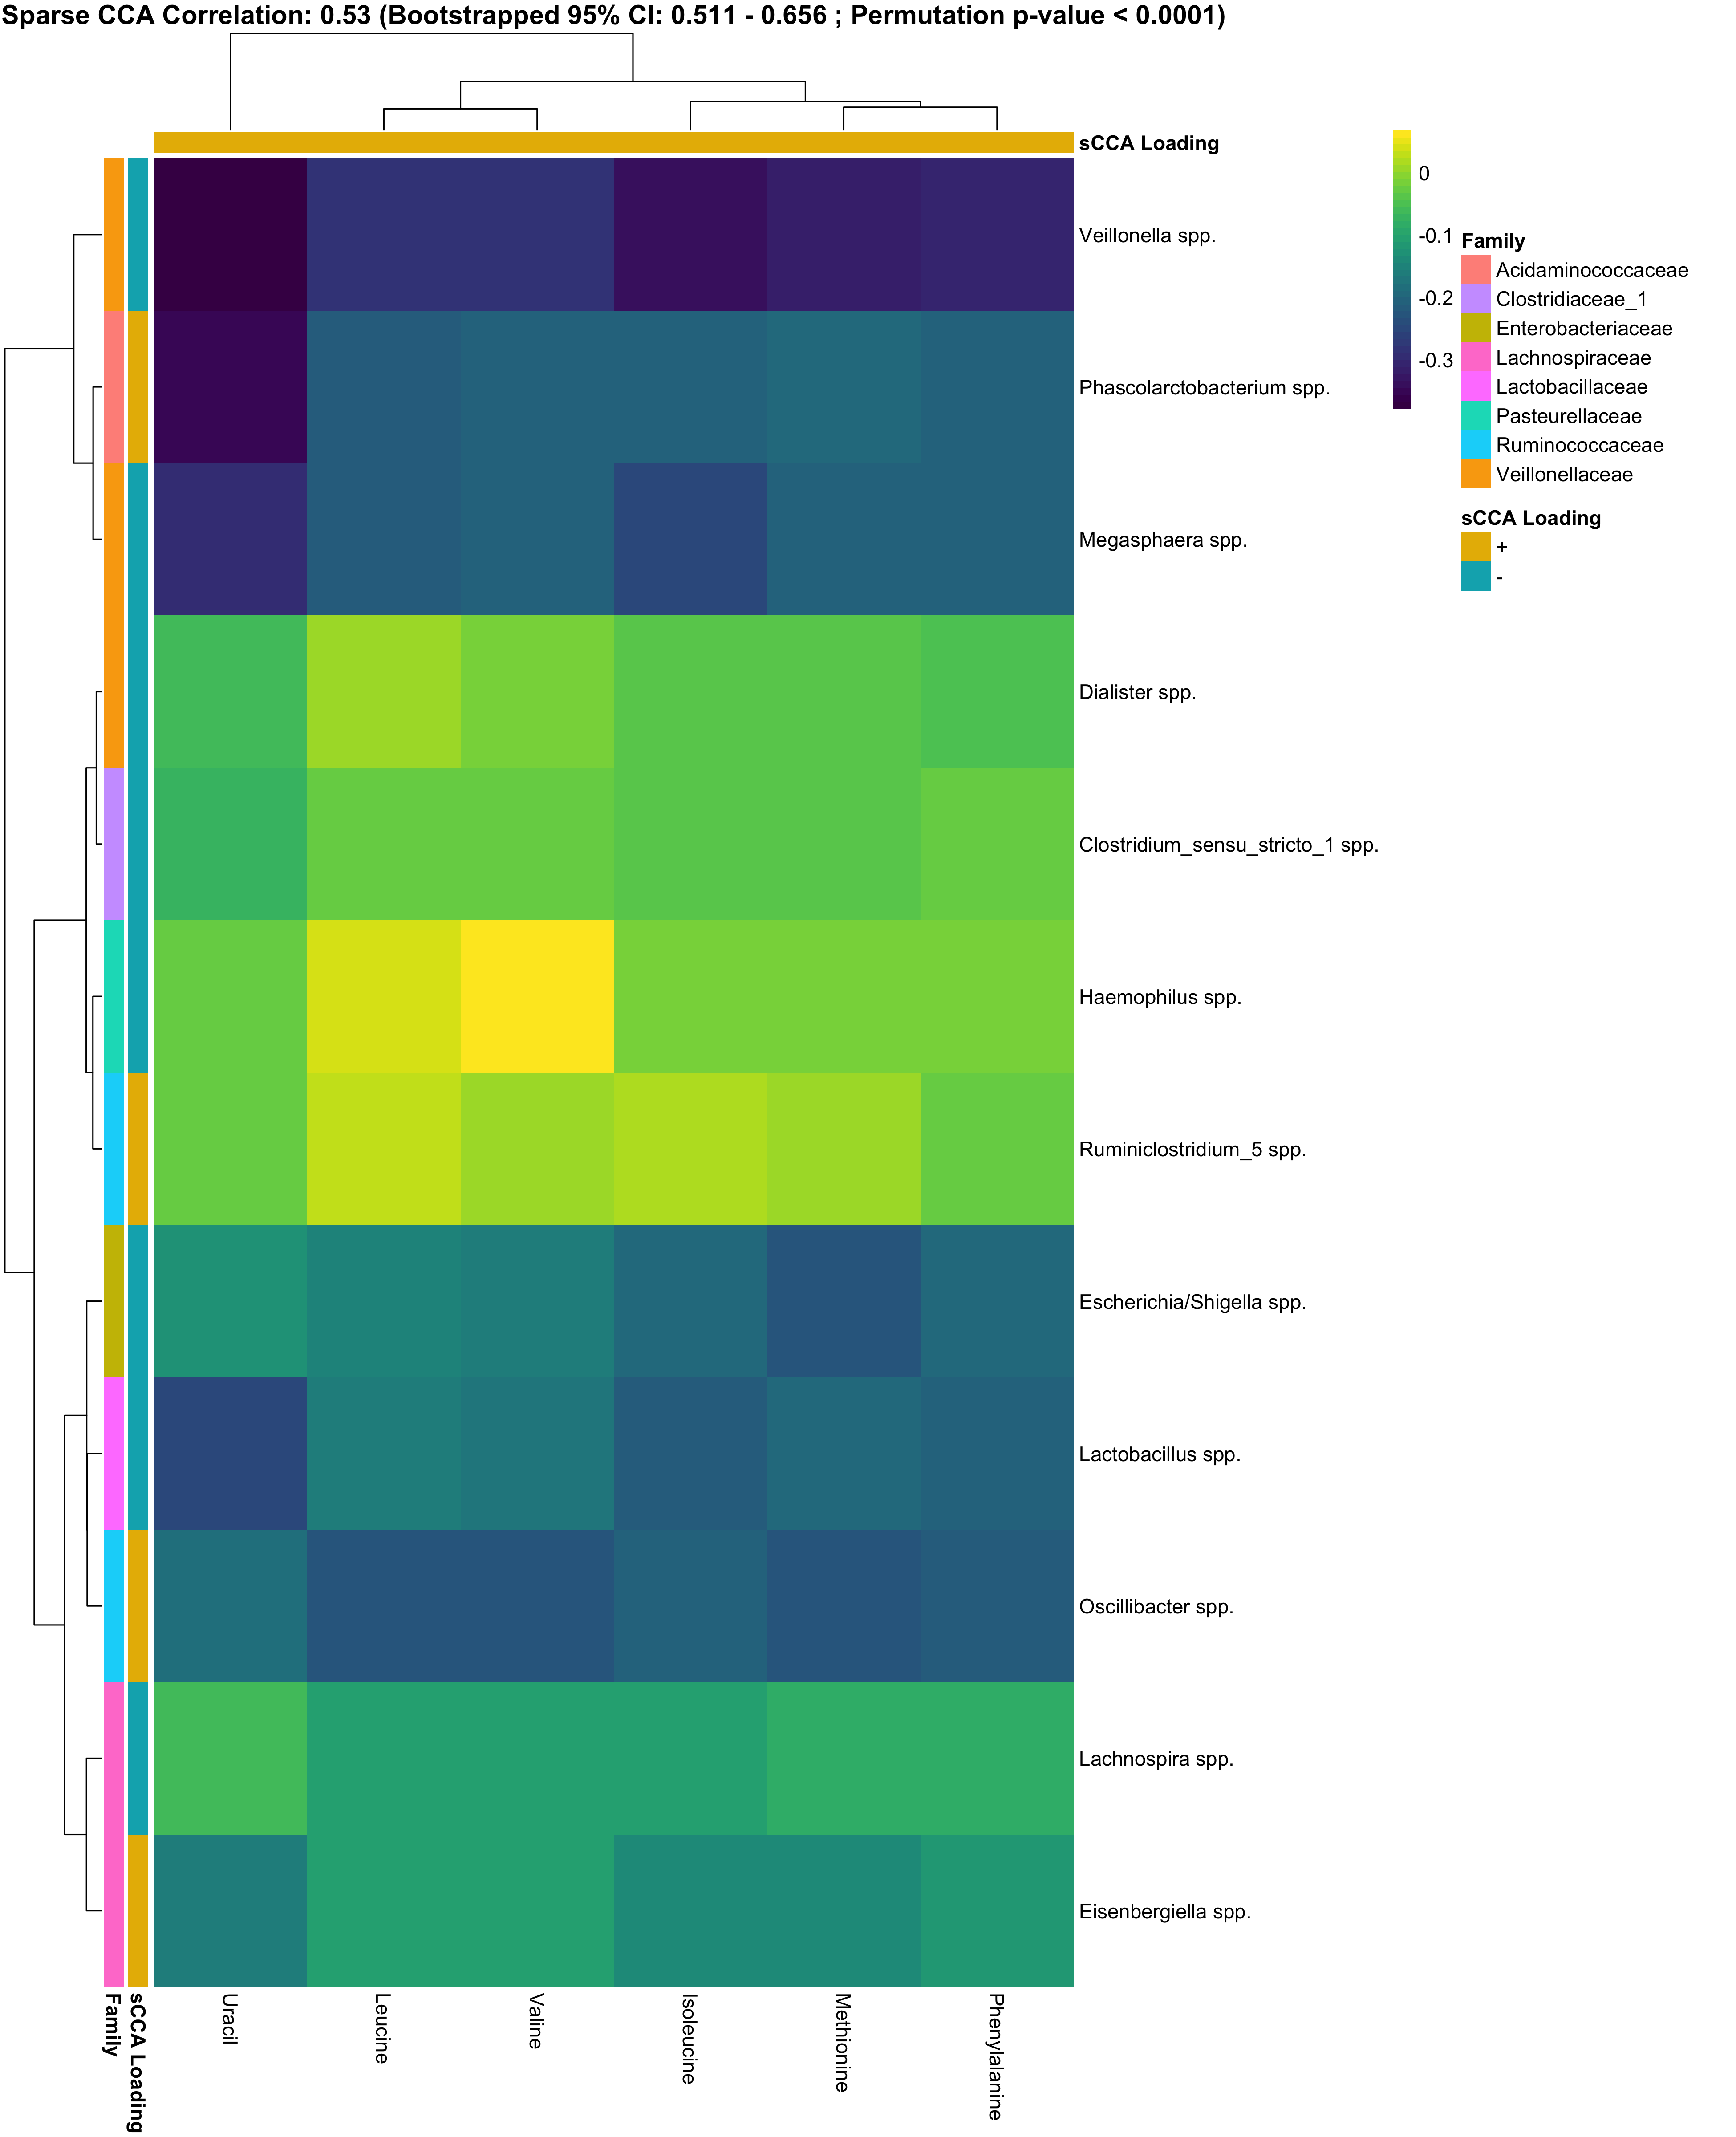 Sparse CCA Correlation: 0.53 (Bootstrapped 95% CI: 0.511 - 0.656 ; Permutation p-value < 0.0001)
sCCA Loading
Veillonella spp.
Phascolarctobacterium spp.
Megasphaera spp.
Dialister spp.
Clostridium_sensu_stricto_1 spp.
Haemophilus spp.
Ruminiclostridium_5 spp.
Escherichia/Shigella spp.
Lactobacillus spp.
Oscillibacter spp.
Lachnospira spp.
Eisenbergiella spp.
0
-0.1
-0.2
-0.3
Family
Acidaminococcaceae
Clostridiaceae_1
Enterobacteriaceae
Lachnospiraceae
Lactobacillaceae
Pasteurellaceae
Ruminococcaceae
Veillonellaceae
sCCA Loading
+
-
Family
sCCA Loading
Uracil
Leucine
Valine
Isoleucine
Methionine
Phenylalanine